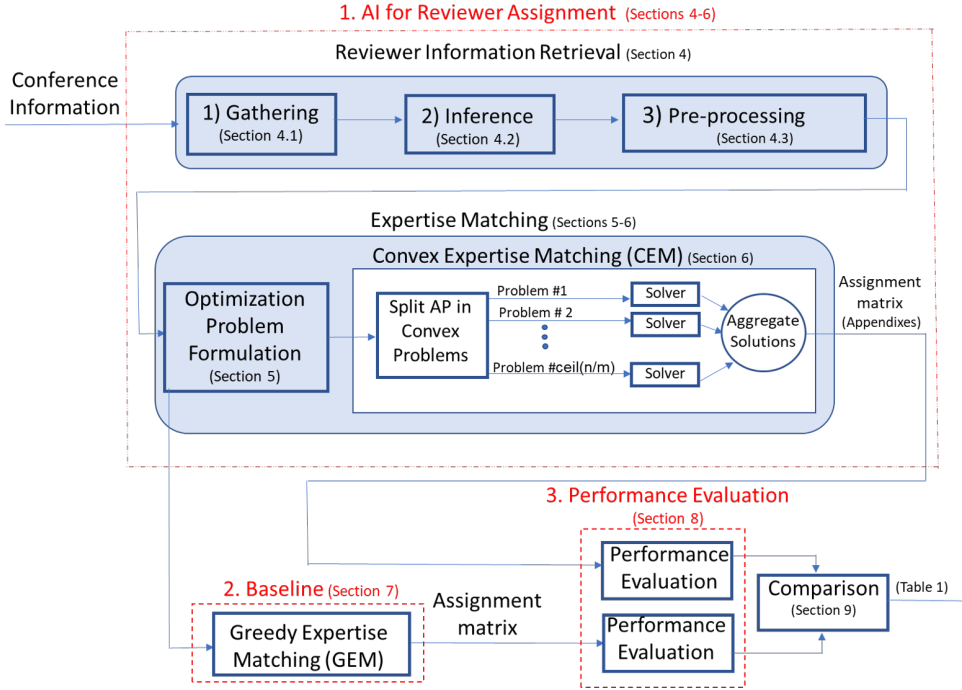 1. AI for Reviewer Assignment (Sections 4-6)
Reviewer Information Retrieval (Section 4)
Conference
Information
1) Gathering
(Section 4.1)
2) Inference
(Section 4.2)
3) Pre-processing
(Section 4.3)
Expertise Matching (Sections 5-6)
Convex Expertise Matching (CEM) (Section 6)
Optimization
Problem
Formulation
(Section 5)
Split AP in
Convex
Problems
Problem #1
Problem # 2
Problem #ceil(n/m)
Solver
Solver
Solver
Aggregate
Solutions
Assignment
matrix
(Appendixes)
3. Performance Evaluation
(Section 8)
Performance
Evaluation
Performance
Evaluation
Comparison
(Section 9)
(Table 1)
2. Baseline (Section 7)
Greedy Expertise
Matching (GEM)
Assignment
matrix